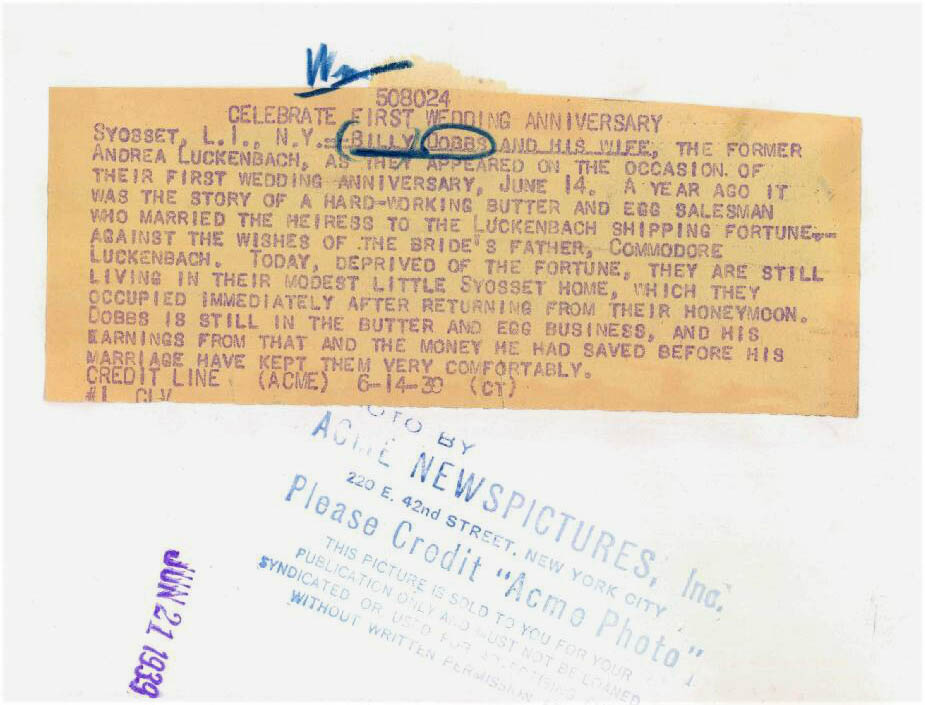 508024
CELEBRATE FIRST WEDDING ANNIVERSARY
SYOSSET, L.I., N.Y.--BILLY DOBBS AND HIS WIFE, THE FORMER
ANDREA LUCKENBACH, AS THEY APPEARED ON THE OCCASION OF
THEIR FIRST WEDDING ANNIVERSARY, JUNE 14. A YEAR AGO IT
WAS THE STORY OF A HARD-WORKING BUTTER AND EGG SALESMAN
WHO MARRIED THE HEIRESS TO THE LUCKENBACH SHIPPING FORTUNE--
AGAINST THE WISHES OF THE BRIDE'S FATHER, COMMODORE
LUCKENBACH. TODAY, DEPRIVED OF THE FORTUNE, THEY ARE STILL
LIVING IN THEIR MODEST LITTLE SYOSSET HOME, WHICH THEY
OCCUPIED IMMEDIATELY AFTER RETURNING FROM THEIR HONEYMOON.
DOBBS IS STILL IN THE BUTTER AND EGG BUSINESS, AND HIS
EARNINGS FROM THAT AND THE MONEY HE HAD SAVED BEFORE HIS
MARRIAGE HAVE KEPT THEM VERY COMFORTABLY.
CREDIT LINE (ACME) 6-14-39 (CT)
#1 CLV
PHOTO BY
ACME NEWSPICTURES, Inc.
220 E. 42nd STREET, NEW YORK CITY
Please Credit "Acme Photo"
THIS PICTURE IS SOLD TO YOU FOR YOUR
PUBLICATION ONLY AND MUST NOT BE LOANED
SYNDICATED OR USED FOR ADVERTISING
WITHOUT WRITTEN PERMISSION
JUN 21 1939